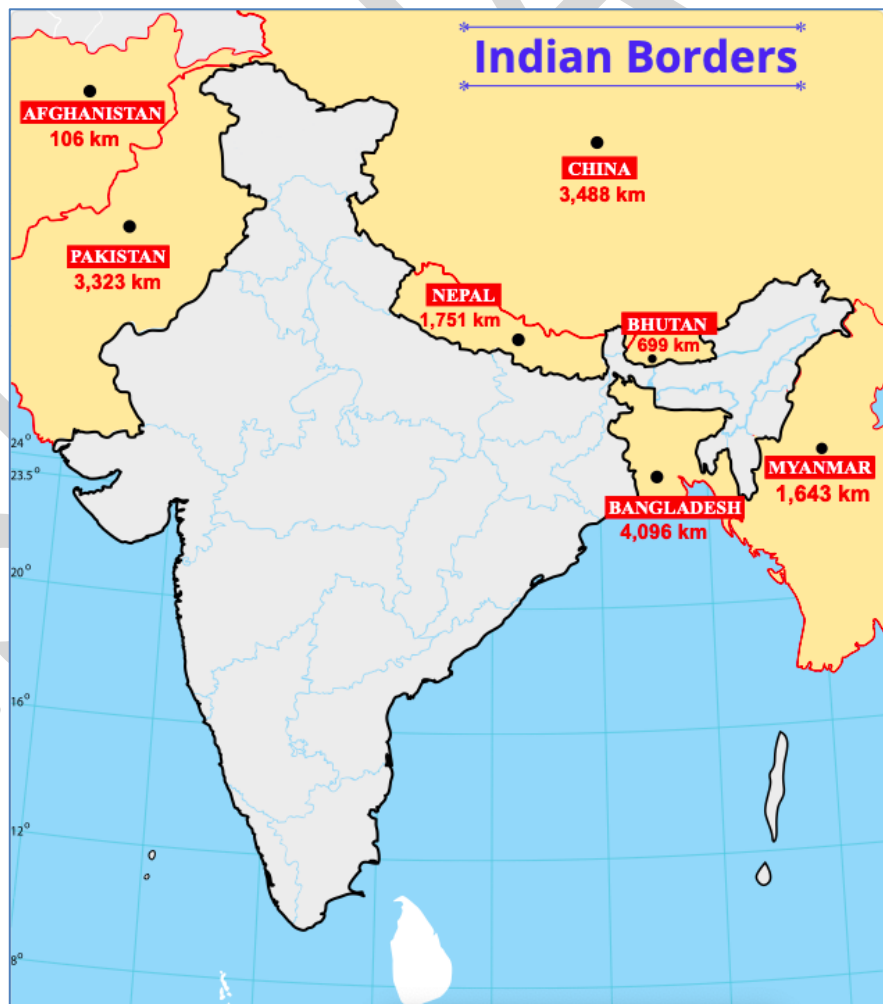 Indian Borders
AFGHANISTAN
106 km
CHINA
3,488 km
PAKISTAN
3,323 km
NEPAL
1,751 km
BHUTAN
699 km
MYANMAR
1,643 km
BANGLADESH
4,096 km
24°
23.5°
20°
16°
12°
8°